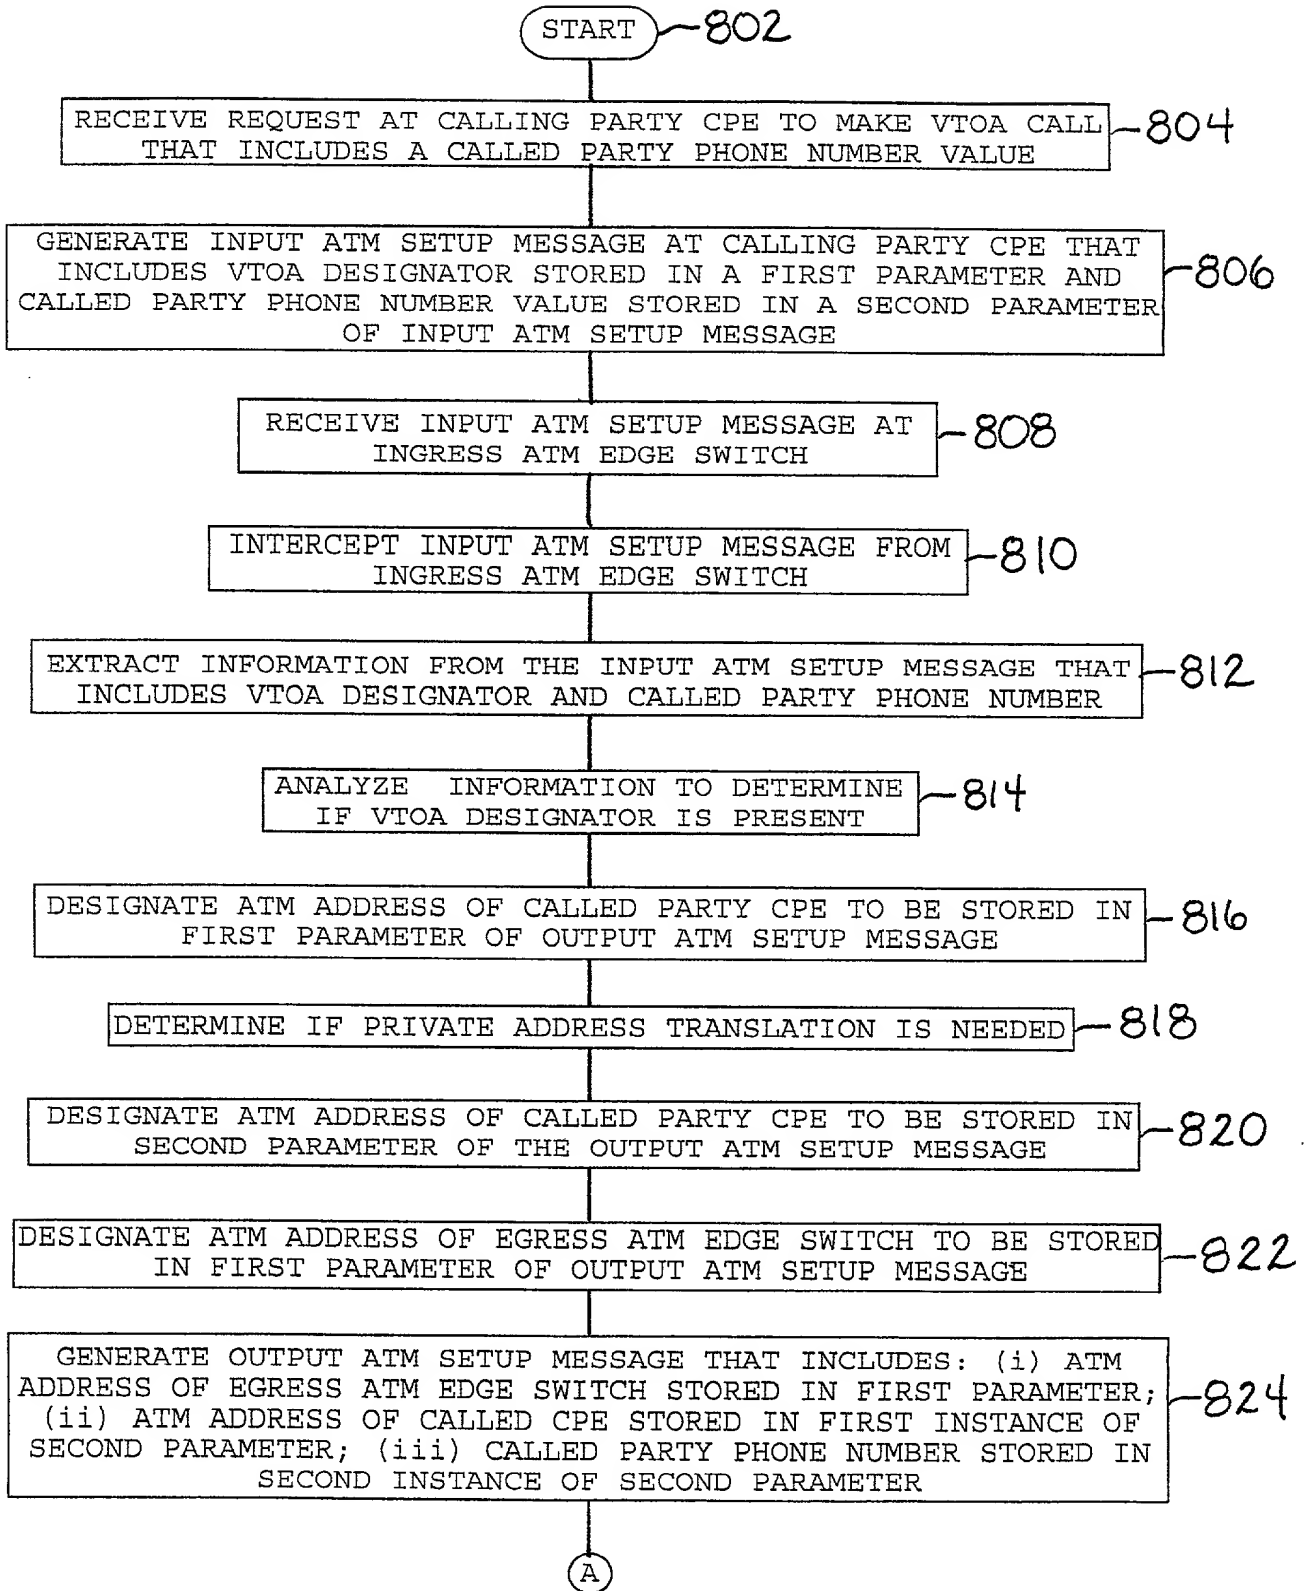 START 802
RECEIVE REQUEST AT CALLING PARTY CPE TO MAKE VTOA CALL 804
THAT INCLUDES A CALLED PARTY PHONE NUMBER VALUE
GENERATE INPUT ATM SETUP MESSAGE AT CALLING PARTY CPE THAT
INCLUDES VTOA DESIGNATOR STORED IN A FIRST PARAMETER AND 806
CALLED PARTY PHONE NUMBER VALUE STORED IN A SECOND PARAMETER
OF INPUT ATM SETUP MESSAGE
RECEIVE INPUT ATM SETUP MESSAGE AT 808
INGRESS ATM EDGE SWITCH
INTERCEPT INPUT ATM SETUP MESSAGE FROM 810
INGRESS ATM EDGE SWITCH
EXTRACT INFORMATION FROM THE INPUT ATM SETUP MESSAGE THAT 812
INCLUDES VTOA DESIGNATOR AND CALLED PARTY PHONE NUMBER
ANALYZE INFORMATION TO DETERMINE 814
IF VTOA DESIGNATOR IS PRESENT
DESIGNATE ATM ADDRESS OF CALLED PARTY CPE TO BE STORED IN 816
FIRST PARAMETER OF OUTPUT ATM SETUP MESSAGE
DETERMINE IF PRIVATE ADDRESS TRANSLATION IS NEEDED 818
DESIGNATE ATM ADDRESS OF CALLED PARTY CPE TO BE STORED IN 820
SECOND PARAMETER OF THE OUTPUT ATM SETUP MESSAGE
DESIGNATE ATM ADDRESS OF EGRESS ATM EDGE SWITCH TO BE STORED 822
IN FIRST PARAMETER OF OUTPUT ATM SETUP MESSAGE
GENERATE OUTPUT ATM SETUP MESSAGE THAT INCLUDES: (i) ATM
ADDRESS OF EGRESS ATM EDGE SWITCH STORED IN FIRST PARAMETER; 824
(ii) ATM ADDRESS OF CALLED CPE STORED IN FIRST INSTANCE OF
SECOND PARAMETER; (iii) CALLED PARTY PHONE NUMBER STORED IN
SECOND INSTANCE OF SECOND PARAMETER
A